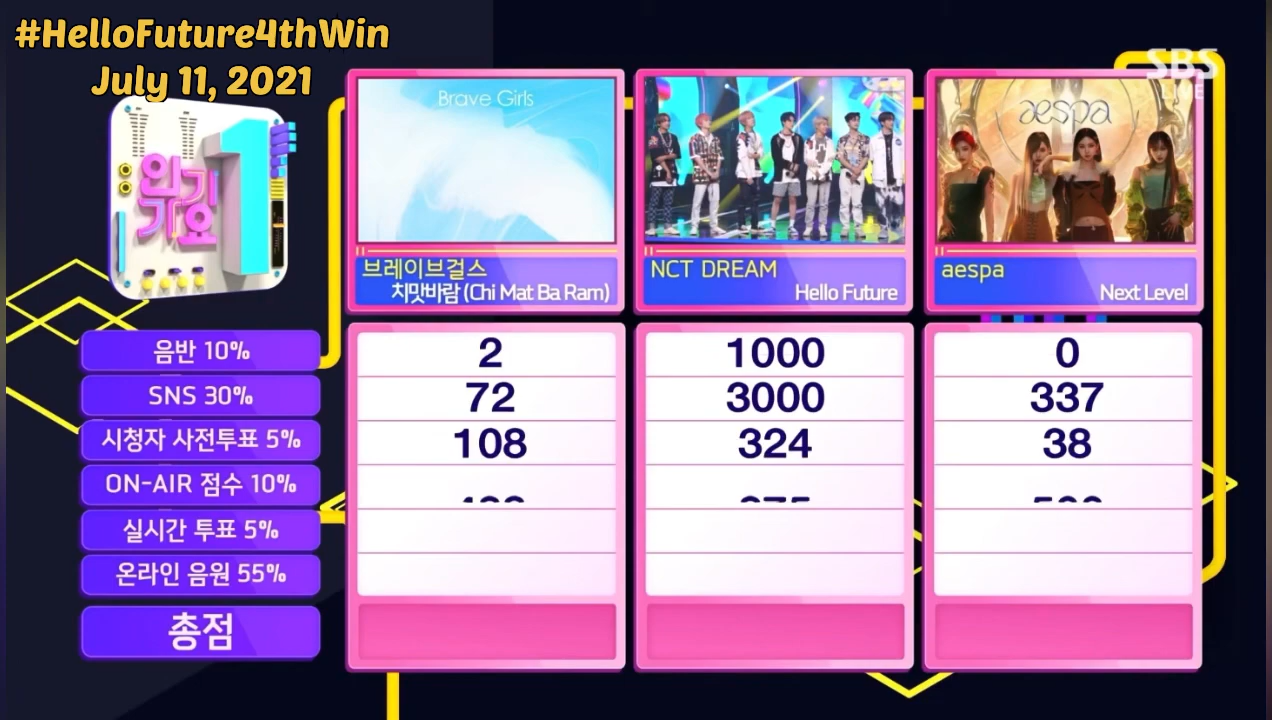 #HelloFuture4thWin
July 11, 2021
SBS
LIVE
인기
가요
1
Brave Girls
aespa
브레이브걸스
치맛바람 (Chi Mat Ba Ram)
NCT DREAM
Hello Future
aespa
Next Level
음반 10% 2 1000 0
SNS 30% 72 3000 337
시청자 사전투표 5% 108 324 38
ON-AIR 점수 10%
실시간 투표 5%
온라인 음원 55%
총점